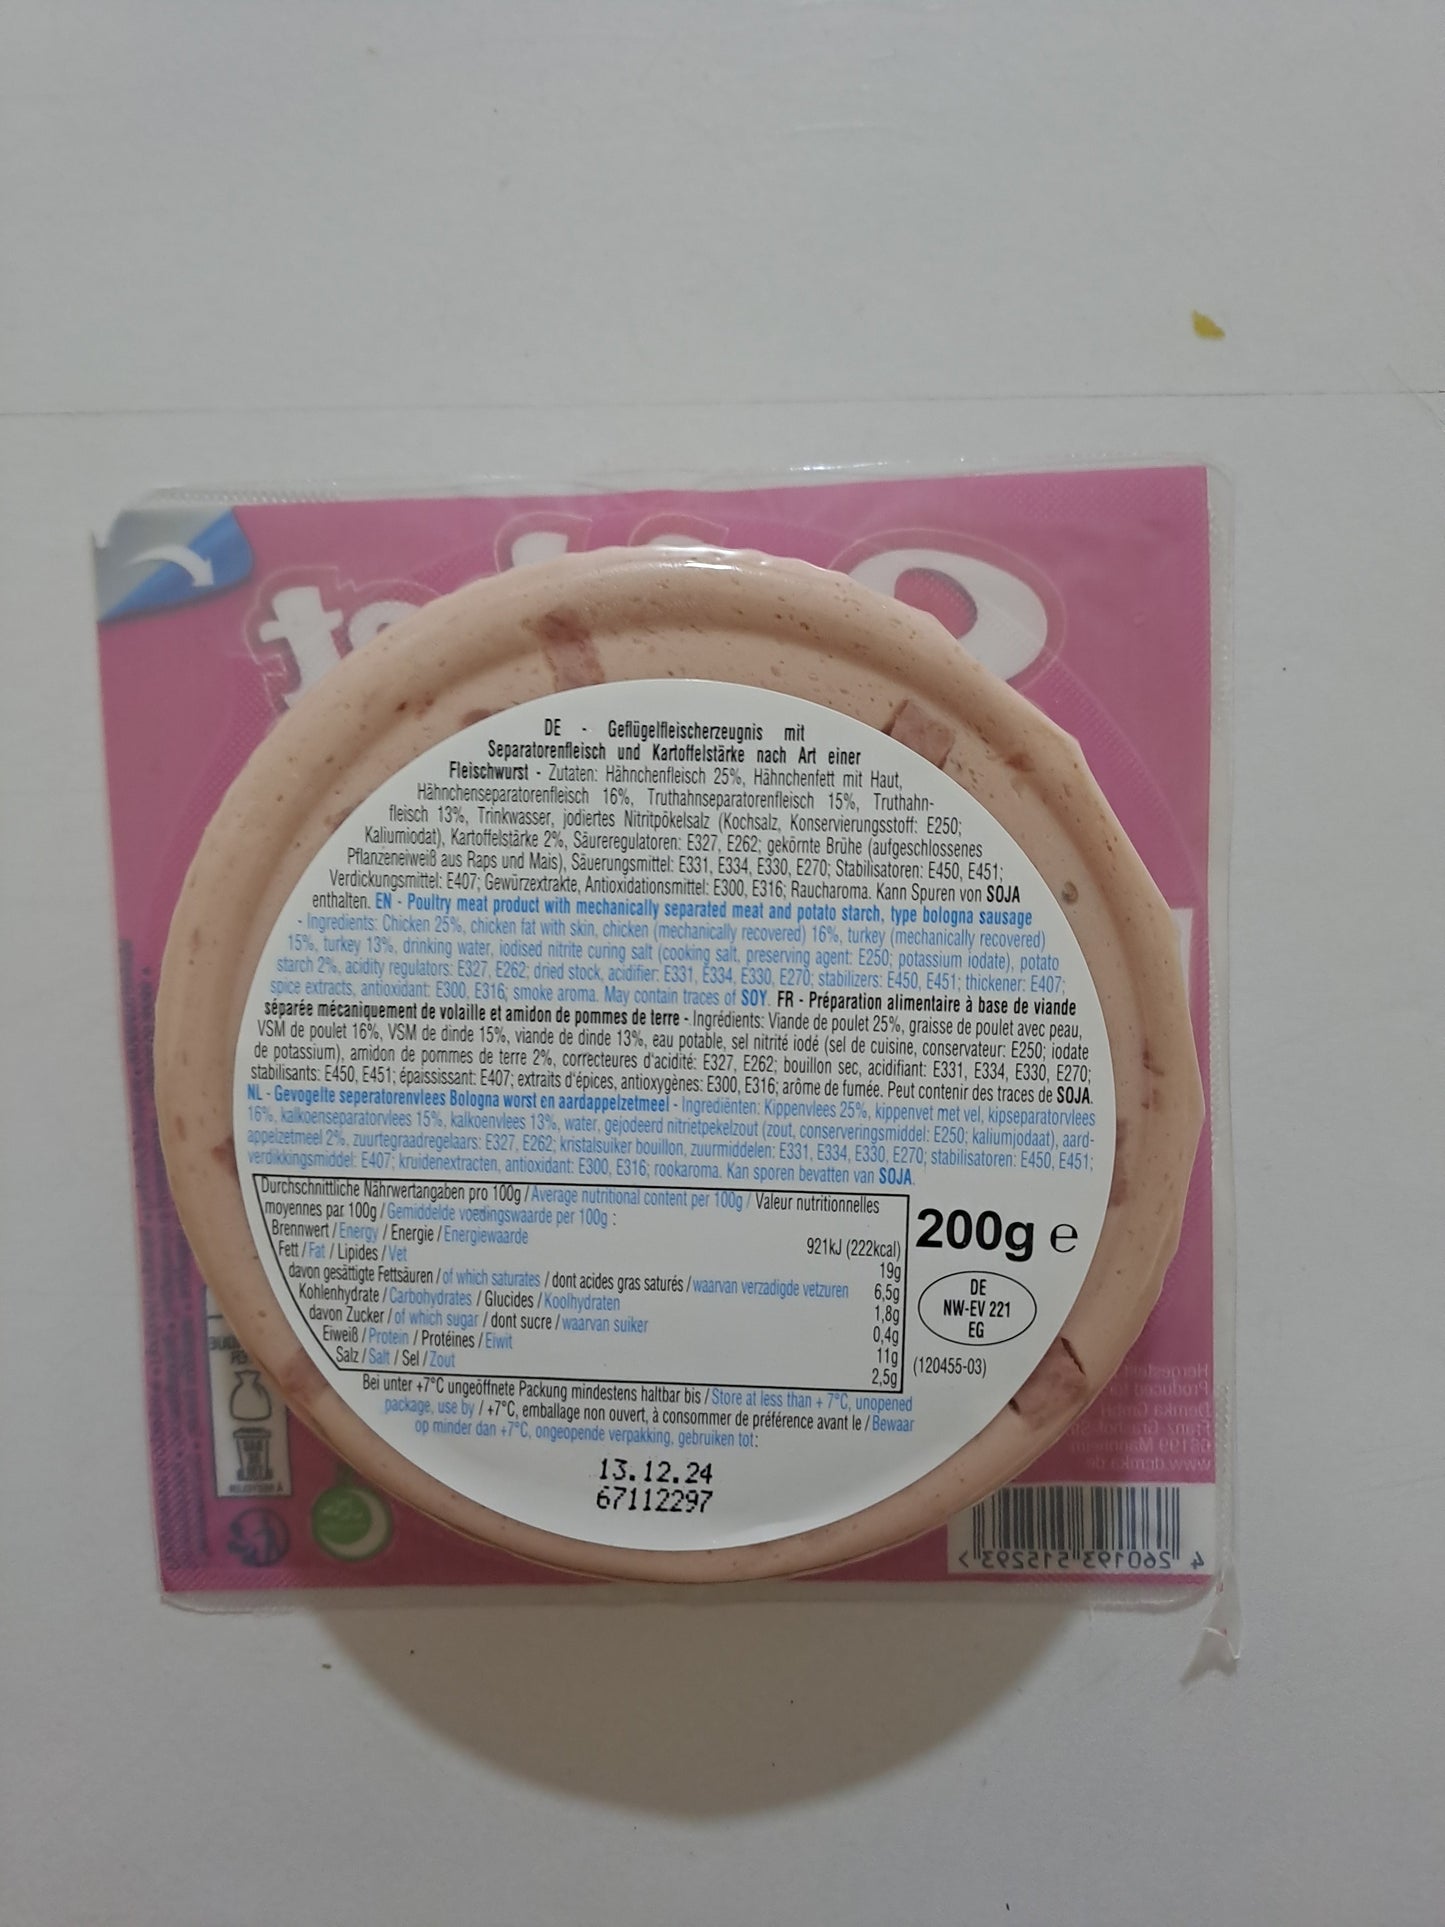 DE - Geflügelfleischerzeugnis mit
Separatorenfleisch und Kartoffelstärke nach Art einer
Fleischwurst - Zutaten: Hähnchenfleisch 25%, Hähnchenfett mit Haut,
Hähnchenseparatorenfleisch 16%, Truthahnseparatorenfleisch 15%, Truthahn-
fleisch 13%, Trinkwasser, jodiertes Nitritpökelsalz (Kochsalz, Konservierungsstoff: E250;
Kaliumiodat), Kartoffelstärke 2%, Säureregulatoren: E327, E262; gekörnte Brühe (aufgeschlossenes
Pflanzeneiweiß aus Raps und Mais), Säuerungsmittel: E331, E334, E330, E270; Stabilisatoren: E450, E451;
Verdickungsmittel: E407; Gewürzextrakte, Antioxidationsmittel: E300, E316; Raucharoma. Kann Spuren von SOJA
enthalten. EN - Poultry meat product with mechanically separated meat and potato starch, type bologna sausage
- Ingredients: Chicken 25%, chicken fat with skin, chicken (mechanically recovered) 16%, turkey (mechanically recovered)
15%, turkey 13%, drinking water, iodised nitrite curing salt (cooking salt, preserving agent: E250; potassium iodate), potato
starch 2%, acidity regulators: E327, E262; dried stock, acidifier: E331, E334, E330, E270; stabilizers: E450, E451; thickener: E407;
spice extracts, antioxidant: E300, E316; smoke aroma. May contain traces of SOY. FR - Préparation alimentaire à base de viande
séparée mécaniquement de volaille et amidon de pommes de terre - Ingrédients: Viande de poulet 25%, graisse de poulet avec peau,
VSM de poulet 16%, VSM de dinde 15%, viande de dinde 13%, eau potable, sel nitrité iodé (sel de cuisine, conservateur: E250; iodate
de potassium), amidon de pommes de terre 2%, correcteures d'acidité: E327, E262; bouillon sec, acidifiant: E331, E334, E330, E270;
stabilisants: E450, E451; épaississant: E407; extraits d'épices, antioxygènes: E300, E316; arôme de fumée. Peut contenir des traces de SOJA.
NL - Gevogelte seperatorenvlees Bologna worst en aardappelzetmeel - Ingrediënten: Kippenvlees 25%, kippenvet met vel, kipseparatorvlees
16%, kalkoenseparatorvlees 15%, kalkoenvlees 13%, water, gejodeerd nitrietpekelzout (zout, conserveringsmiddel: E250; kaliumjodaat), aard-
appelzetmeel 2%, zuurtegraadregelaars: E327, E262; kristalsuiker bouillon, zuurmiddelen: E331, E334, E330, E270; stabilisatoren: E450, E451;
verdikkingsmiddel: E407; kruidenextracten, antioxidant: E300, E316; rookaroma. Kan sporen bevatten van SOJA.
Durchschnittliche Nährwertangaben pro 100g / Average nutritional content per 100g / Valeur nutritionnelles
moyennes par 100g / Gemiddelde voedingswaarde per 100g :
Brennwert / Energy / Energie / Energiewaarde 921kJ (222kcal)
Fett / Fat / Lipides / Vet 19g
davon gesättigte Fettsäuren / of which saturates / dont acides gras saturés / waarvan verzadigde vetzuren 6,5g
Kohlenhydrate / Carbohydrates / Glucides / Koolhydraten 1,8g
davon Zucker / of which sugar / dont sucre / waarvan suiker 0,4g
Eiweiß / Protein / Protéines / Eiwit 11g
Salz / Salt / Sel / Zout 2,5g
200g e
DE
NW-EV 221
EG
(120455-03)
Bei unter +7°C ungeöffnete Packung mindestens haltbar bis / Store at less than + 7°C, unopened
package, use by / +7°C, emballage non ouvert, à consommer de préférence avant le / Bewaar
op minder dan +7°C, ongeopende verpakking, gebruiken tot:
13.12.24
67112297
Hergestellt
Produced for
Demka GmbH
68199 Mannheim
www.demka.de
4 260193 515293 >